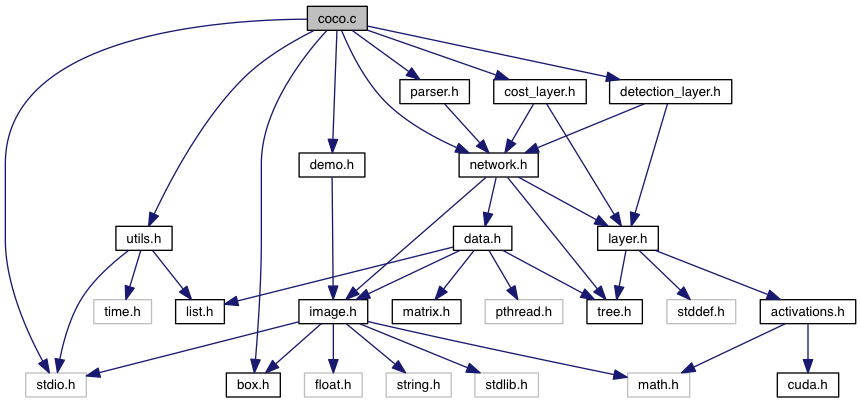 coco.c
parser.h
cost_layer.h
detection_layer.h
demo.h
network.h
utils.h
data.h
layer.h
time.h
list.h
image.h
matrix.h
pthread.h
tree.h
stddef.h
activations.h
stdio.h
box.h
float.h
string.h
stdlib.h
math.h
cuda.h